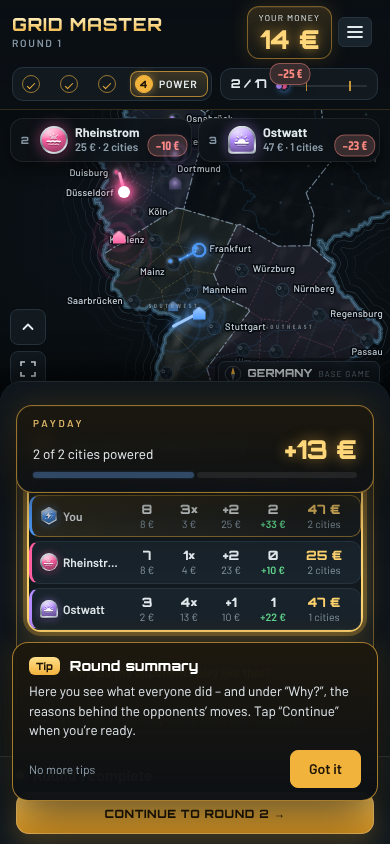 GRID MASTER
ROUND 1
YOUR MONEY
14 €
4 POWER
2 / 17
−25 €
Osnabrück
2 Rheinstrom
25 € · 2 cities
−10 €
3 Ostwatt
47 € · 1 cities
−23 €
Duisburg
Dortmund
Düsseldorf
Köln
Koblenz
Frankfurt
Mainz
Würzburg
Mannheim
Nürnberg
Saarbrücken
SOUTHWEST
Regensburg
Stuttgart
SOUTHEAST
Passau
GERMANY BASE GAME
PAYDAY
2 of 2 cities powered
+13 €
You 8 3x +2 2 47 €
8 € 3 € 25 € +33 € 2 cities
Rheinstr... 7 1x +2 0 25 €
8 € 4 € 23 € +10 € 2 cities
Ostwatt 3 4x +1 1 47 €
2 € 13 € 10 € +22 € 1 cities
Tip Round summary
Here you see what everyone did – and under “Why?”, the
reasons behind the opponents’ moves. Tap “Continue”
when you’re ready.
No more tips
Got it
CONTINUE TO ROUND 2 →